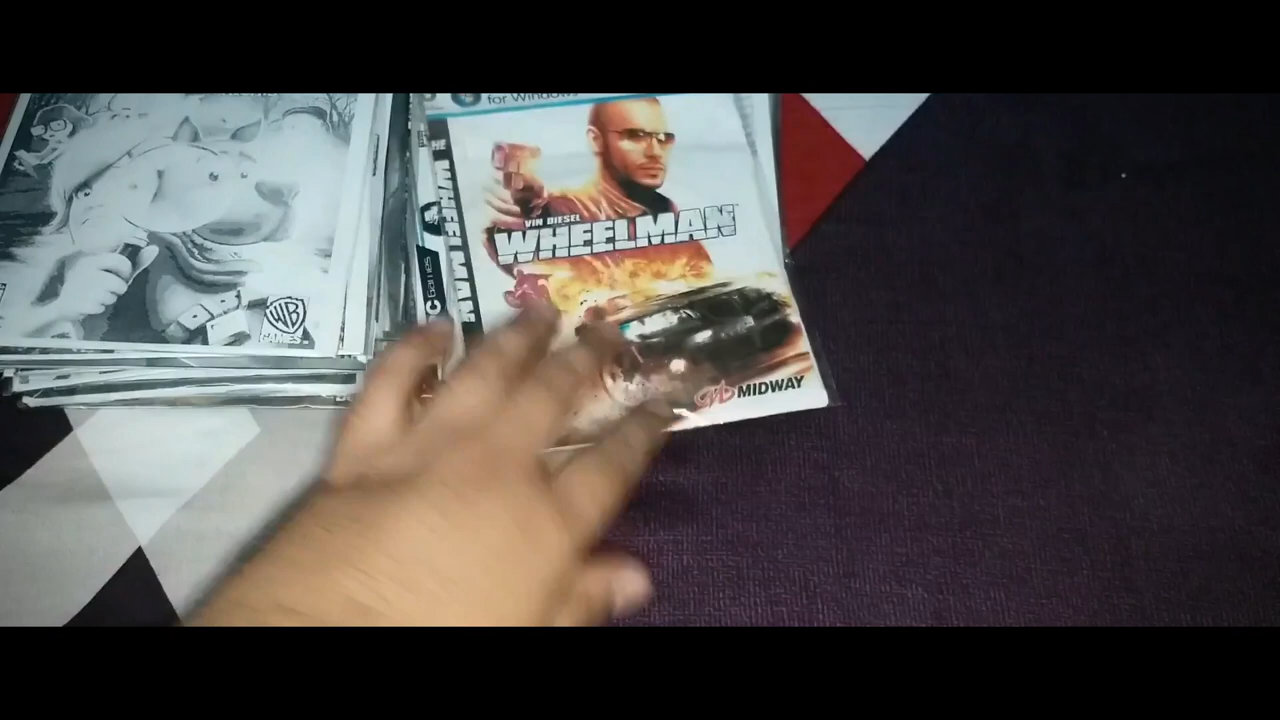 for Windows
VIN DIESEL
WHEELMAN
MIDWAY
WHEELMAN
Games
WB
GAMES